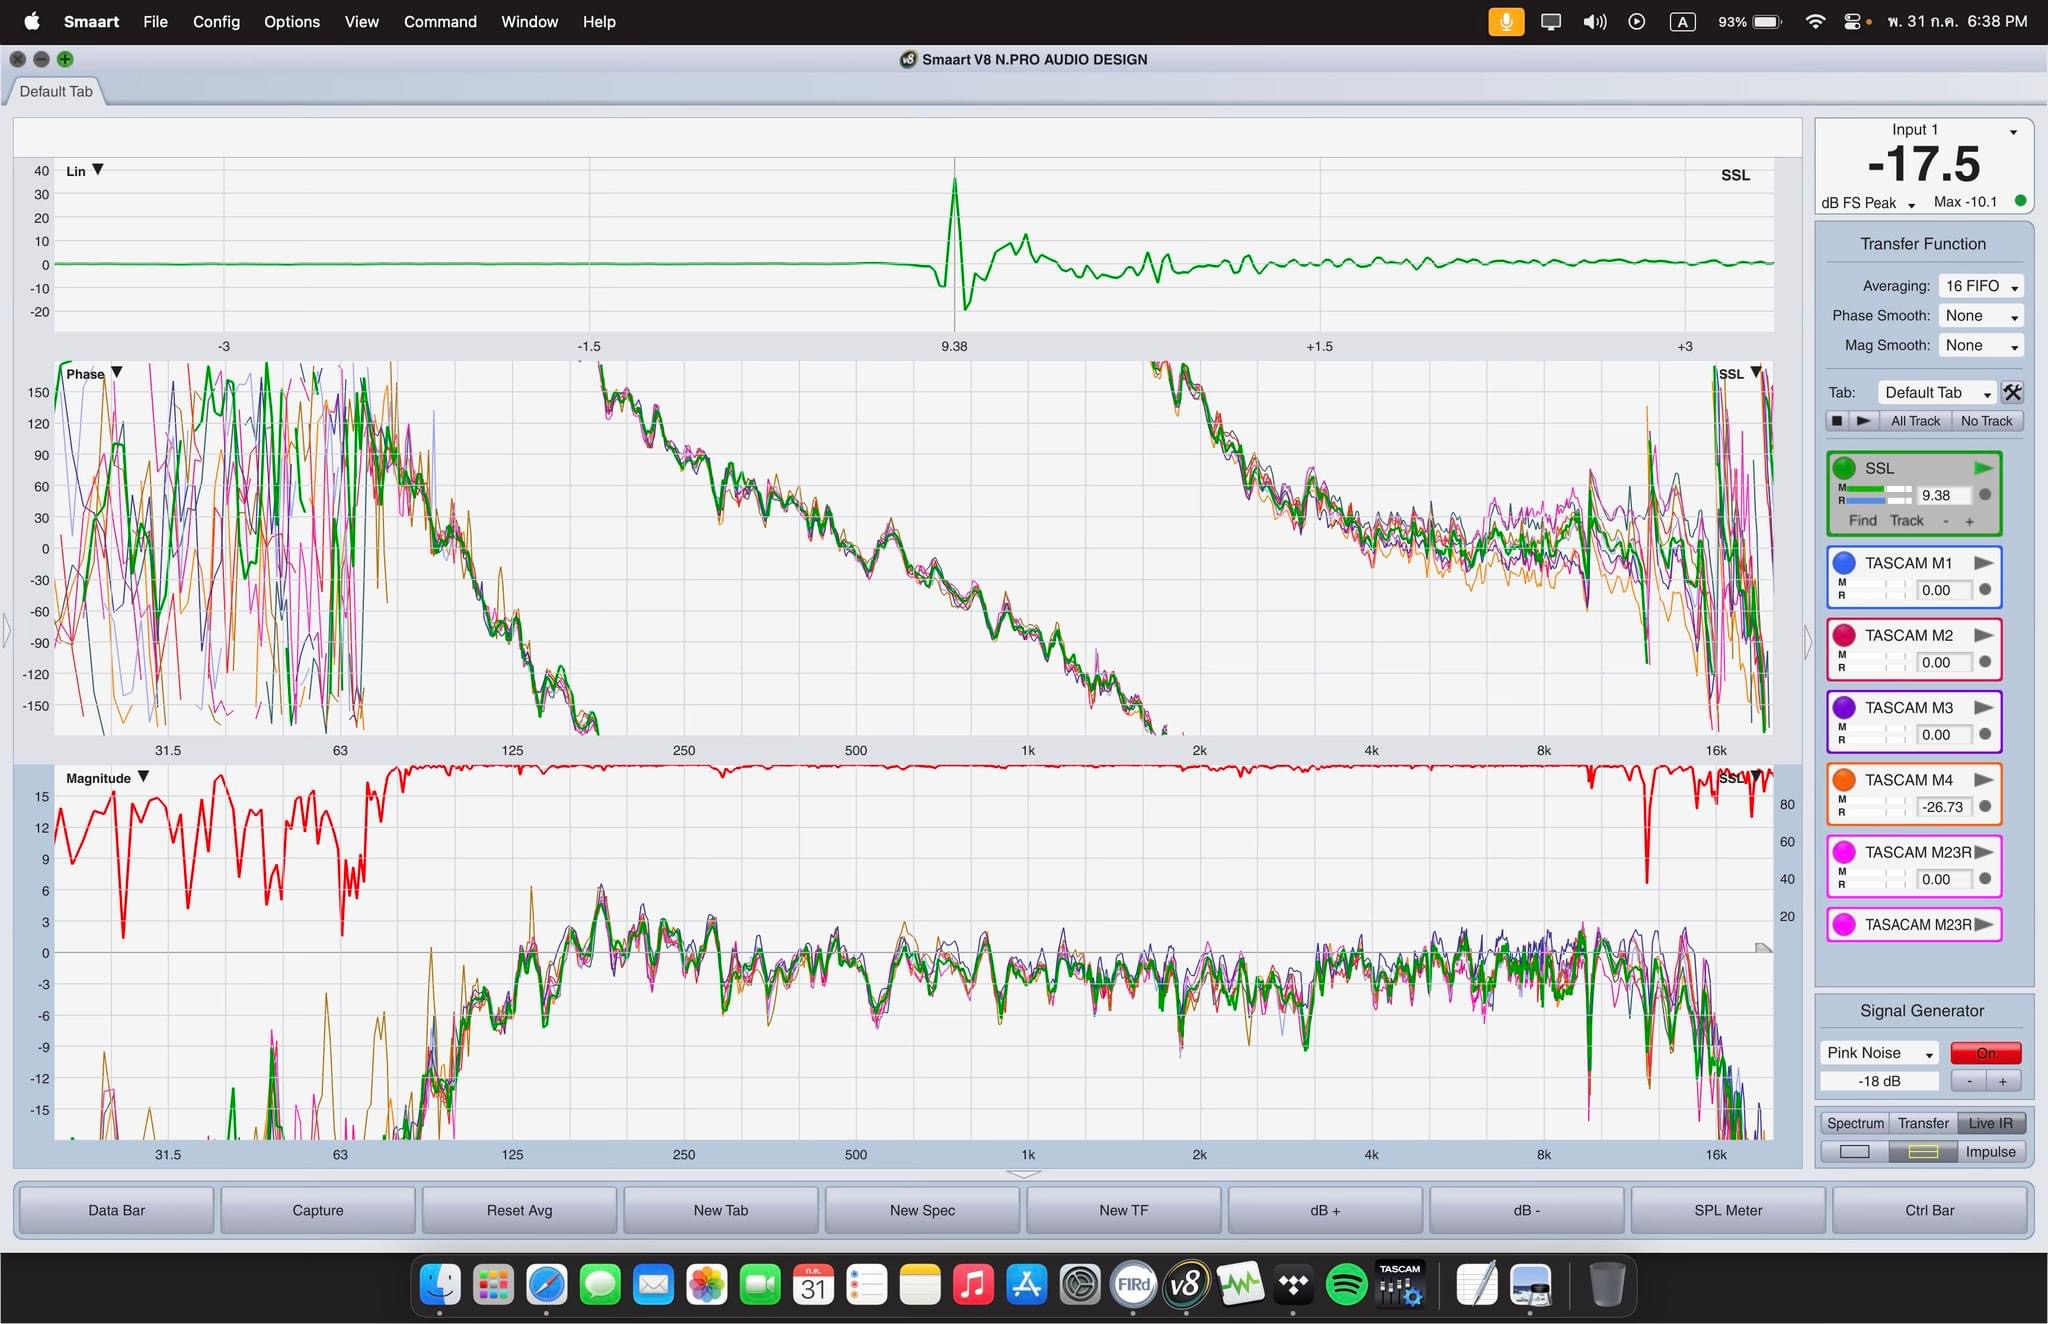 Smaart File Config Options View Command Window Help A 93% พ. 31 ก.ค. 6:38 PM
v8 Smaart V8 N.PRO AUDIO DESIGN
Default Tab
Lin SSL
40
30
20
10
0
-10
-20
-3 -1.5 9.38 +1.5 +3
Phase SSL
150
120
90
60
30
0
-30
-60
-90
-120
-150
31.5 63 125 250 500 1k 2k 4k 8k 16k
Magnitude SSL
15
12 80
9 60
6 40
3 20
0
-3
-6
-9
-12
-15
31.5 63 125 250 500 1k 2k 4k 8k 16k
Input 1
-17.5
dB FS Peak Max -10.1
Transfer Function
Averaging: 16 FIFO
Phase Smooth: None
Mag Smooth: None
Tab: Default Tab
All Track No Track
SSL
M
R 9.38
Find Track - +
TASCAM M1
M
R 0.00
TASCAM M2
M
R 0.00
TASCAM M3
M
R 0.00
TASCAM M4
M
R -26.73
TASCAM M23R
M
R 0.00
TASACAM M23R
Signal Generator
Pink Noise On
-18 dB - +
Spectrum Transfer Live IR
Impulse
Data Bar Capture Reset Avg New Tab New Spec New TF dB + dB - SPL Meter Ctrl Bar
ก.ค.
31
FIRd
v8
TASCAM